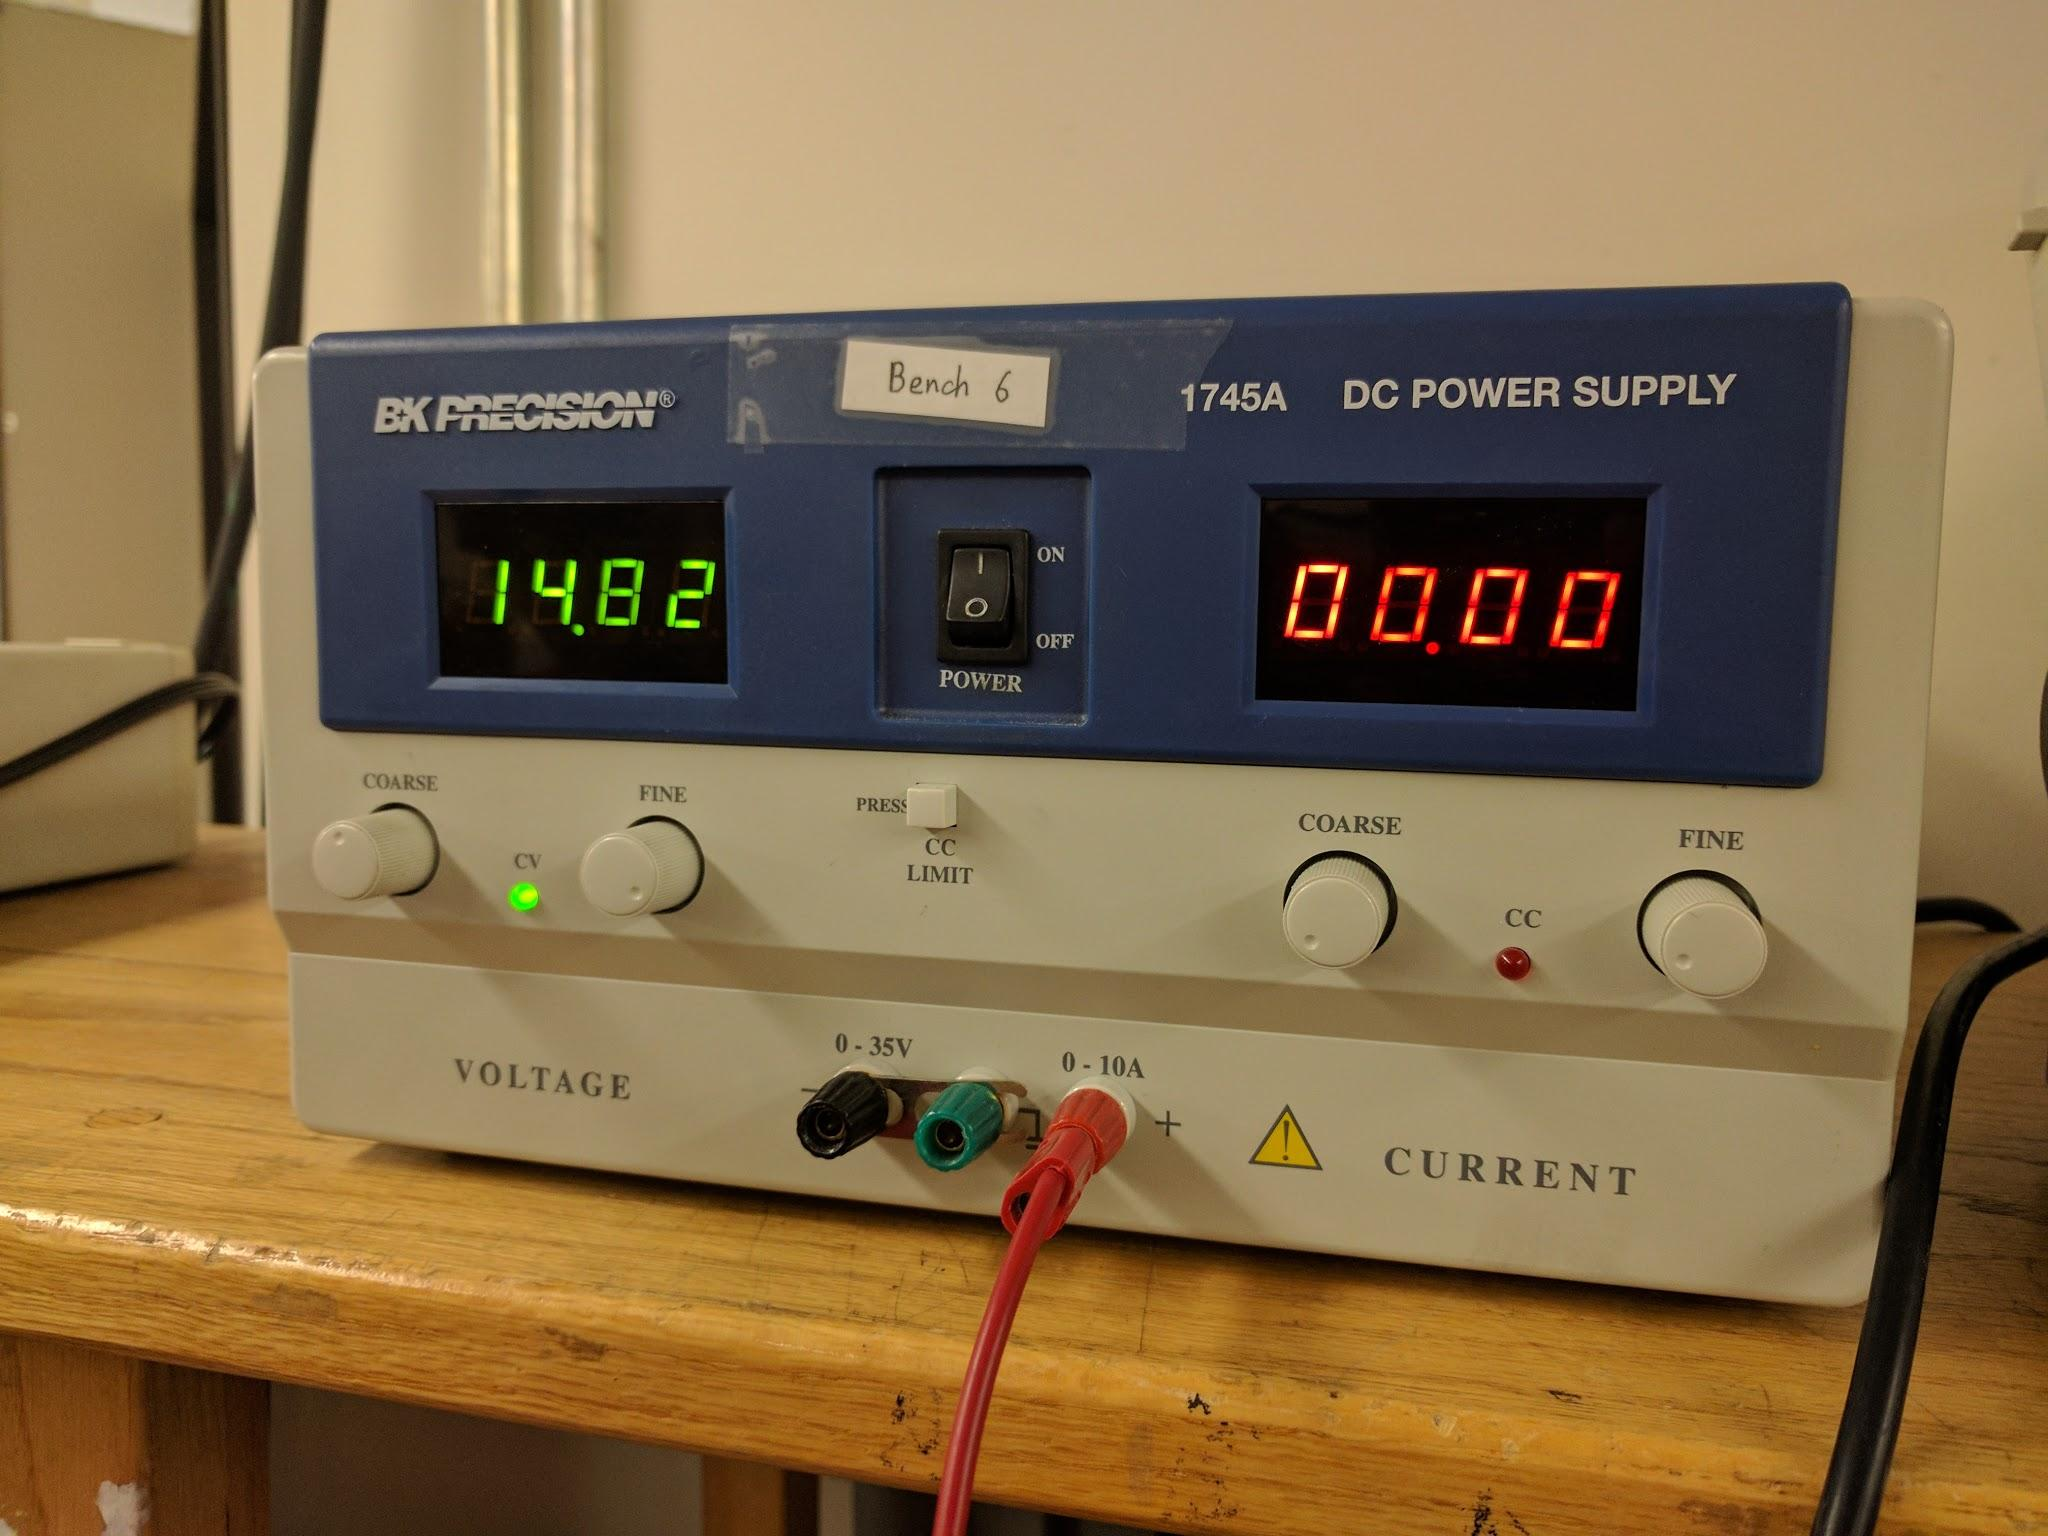 Bench 6
BK PRECISION®
1745A DC POWER SUPPLY
14.82
ON
OFF
POWER
00.00
COARSE
FINE
CV
PRESS
CC
LIMIT
COARSE
FINE
CC
VOLTAGE
0 - 35V
0 - 10A
−
+
CURRENT